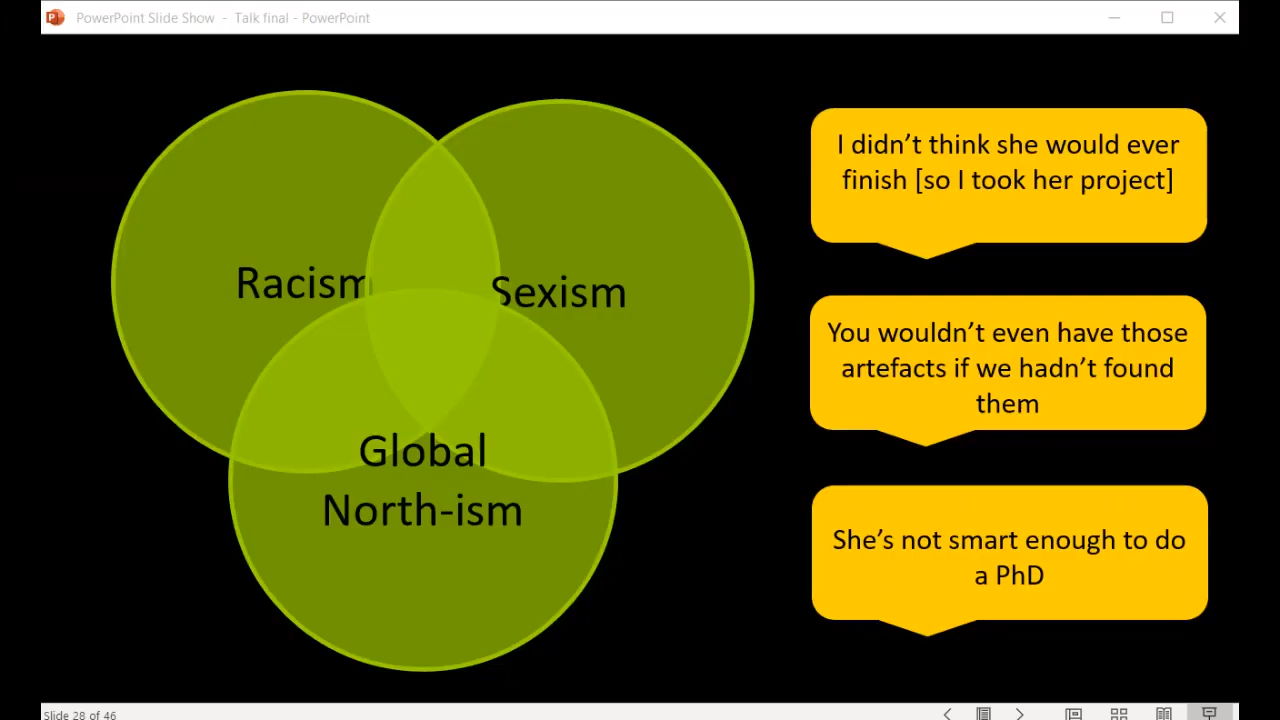 PowerPoint Slide Show - Talk final - PowerPoint
Racism
Sexism
Global
North-ism
I didn’t think she would ever
finish [so I took her project]
You wouldn’t even have those
artefacts if we hadn’t found
them
She’s not smart enough to do
a PhD
Slide 28 of 46